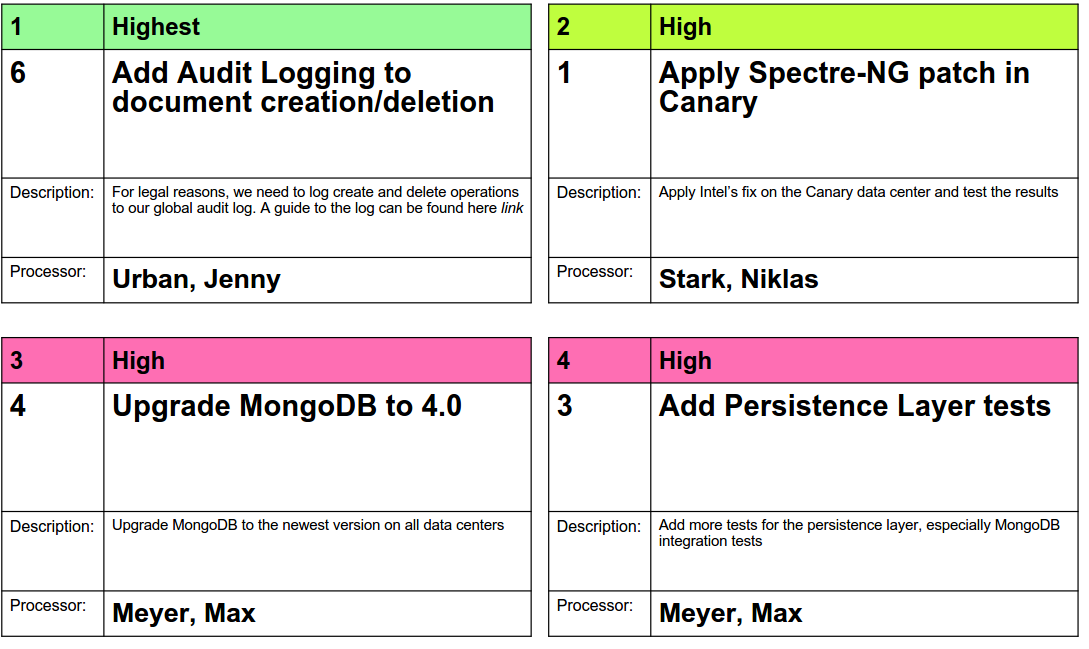 1 Highest
6 Add Audit Logging to
document creation/deletion
Description: For legal reasons, we need to log create and delete operations
to our global audit log. A guide to the log can be found here link
Processor: Urban, Jenny
2 High
1 Apply Spectre-NG patch in
Canary
Description: Apply Intel’s fix on the Canary data center and test the results
Processor: Stark, Niklas
3 High
4 Upgrade MongoDB to 4.0
Description: Upgrade MongoDB to the newest version on all data centers
Processor: Meyer, Max
4 High
3 Add Persistence Layer tests
Description: Add more tests for the persistence layer, especially MongoDB
integration tests
Processor: Meyer, Max